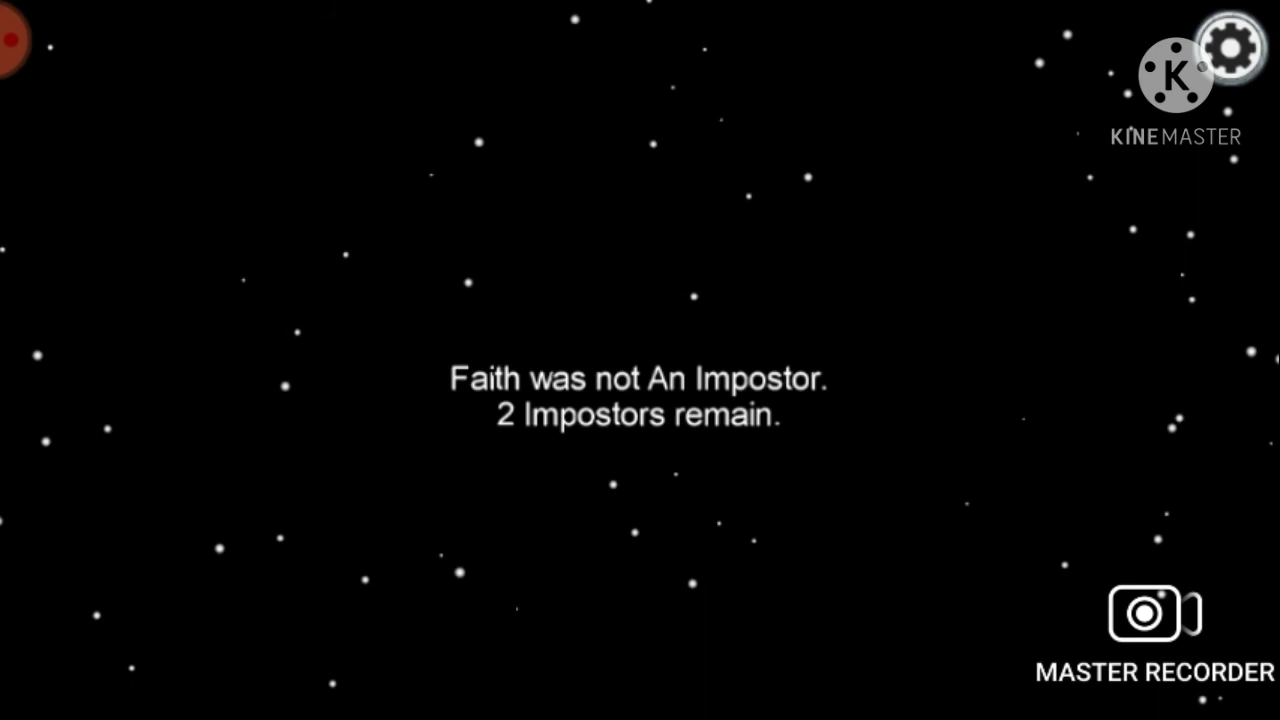 K
KINEMASTER
Faith was not An Impostor.
2 Impostors remain.
MASTER RECORDER